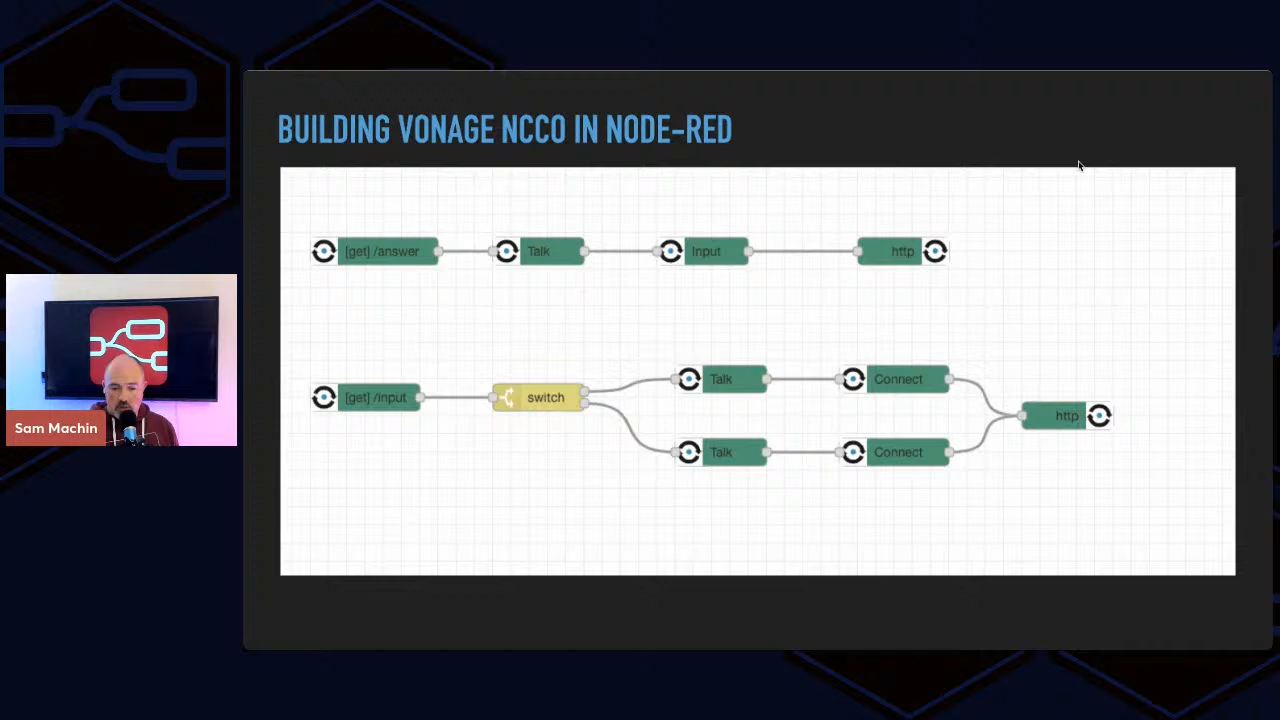 BUILDING VONAGE NCCO IN NODE-RED
[get] /answer
Talk
Input
http
[get] /input
switch
Talk
Connect
http
Talk
Connect
Sam Machin